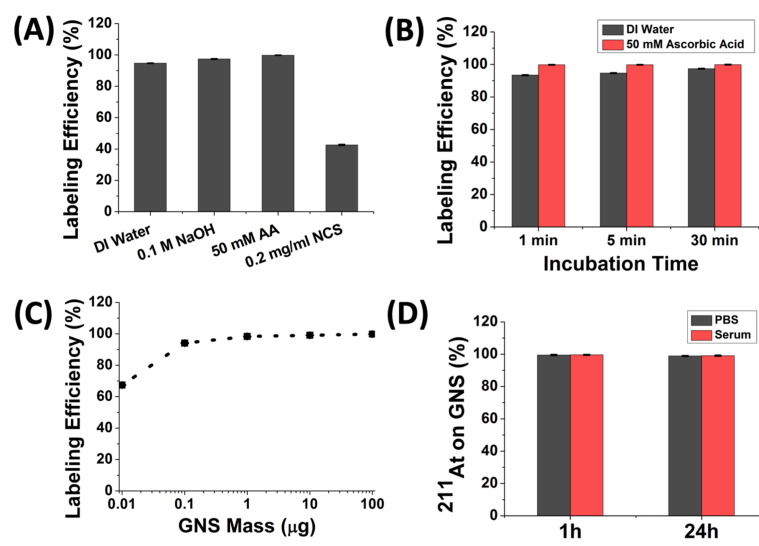 (A)
Labeling Efficiency (%)
120
100
80
60
40
20
0
DI Water
0.1 M NaOH
50 mM AA
0.2 mg/ml NCS
(B)
Labeling Efficiency (%)
120
100
80
60
40
20
0
DI Water
50 mM Ascorbic Acid
1 min
5 min
30 min
Incubation Time
(C)
Labeling Efficiency (%)
120
100
80
60
40
20
0
0.01
0.1
1
10
100
GNS Mass (μg)
(D)
211At on GNS (%)
120
100
80
60
40
20
0
PBS
Serum
1h
24h